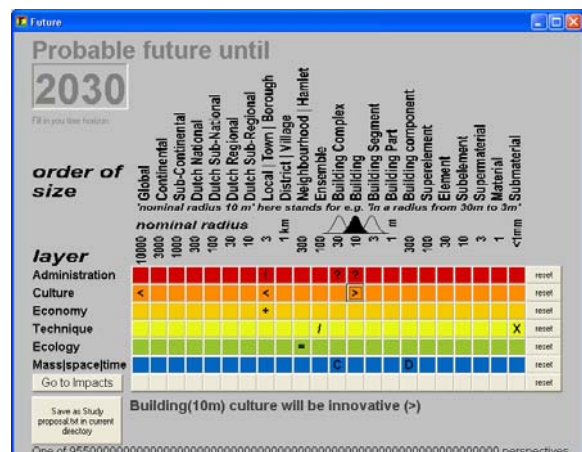 Future
Probable future until
2030
Fill in you time horizon
order of size
Global
Continental
Sub-Continental
Dutch National
Dutch Sub-National
Dutch Regional
Dutch Sub-Regional
Local | Town | Borough
District | Village
Neighbourhood | Hamlet
Ensemble
Building Complex
Building
Building Segment
Building Part
Building component
Superelement
Element
Subelement
Supermaterial
Material
Submaterial
'nominal radius 10 m' here stands for e.g. 'In a radius from 30m to 3m'
nominal radius
10000 3000 1000 300 100 30 10 3 1 km 300 100 30 10 3 1 m 300 100 30 10 3 1 <1mm
layer
Administration / ? ? reset
Culture < < > reset
Economy + reset
Technique / X reset
Ecology = reset
Mass|space|time C D reset
Go to Impacts reset
Save as Study proposal.txt in current directory
Building(10m) culture will be innovative (>)